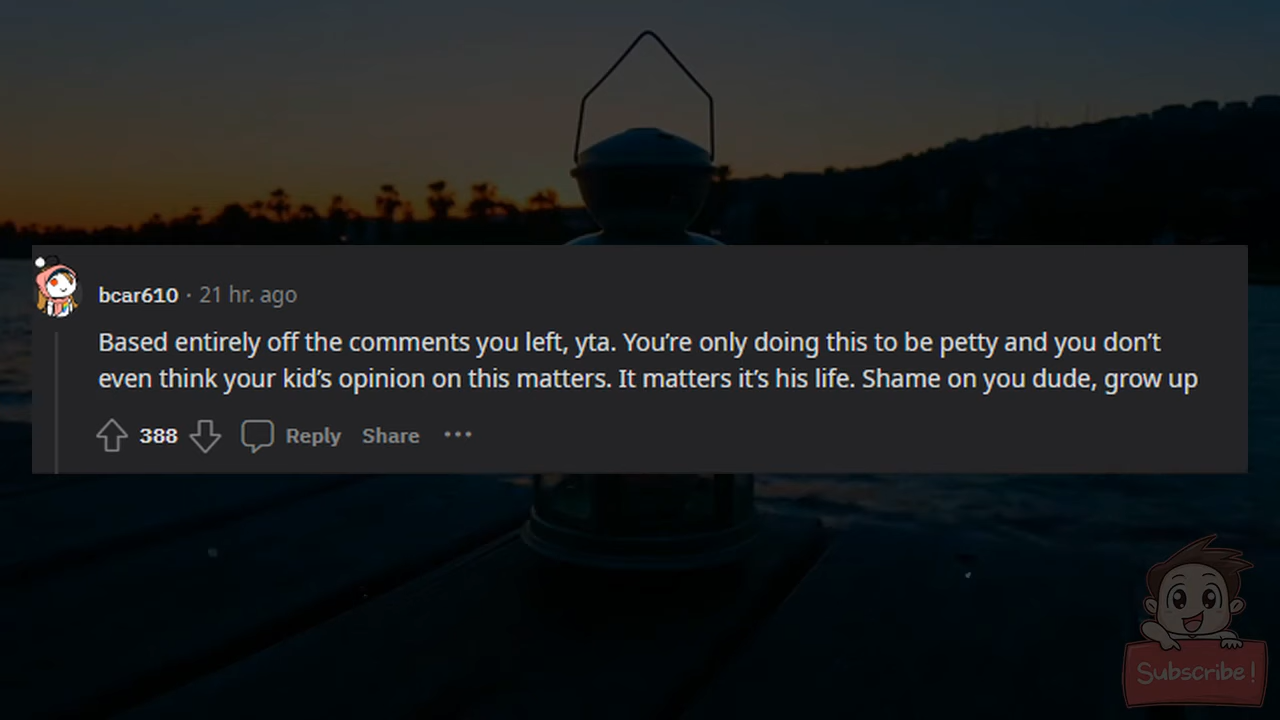 bcar610 · 21 hr. ago
Based entirely off the comments you left, yta. You’re only doing this to be petty and you don’t
even think your kid’s opinion on this matters. It matters it’s his life. Shame on you dude, grow up
388 Reply Share ···
Subscribe!